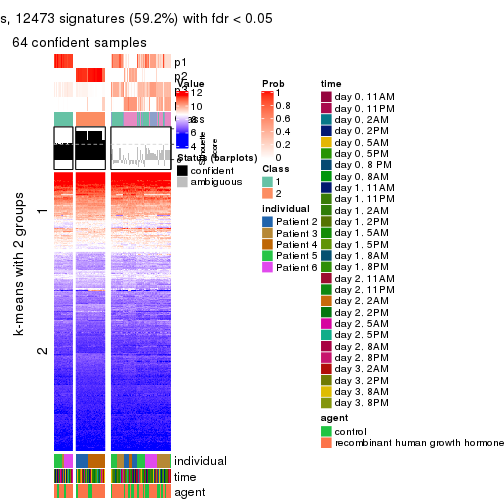 s, 12473 signatures (59.2%) with fdr < 0.05
64 confident samples
p1
p2
Value
12
10
8
6
4
Silhouette score
Status (barplots)
confident
ambiguous
Prob
1
0.8
0.6
0.4
0.2
0
Class
1
2
individual
Patient 2
Patient 3
Patient 4
Patient 5
Patient 6
time
day 0. 11AM
day 0. 11PM
day 0. 2AM
day 0. 2PM
day 0. 5AM
day 0. 5PM
day 0. 8 PM
day 0. 8AM
day 1. 11AM
day 1. 11PM
day 1. 2AM
day 1. 2PM
day 1. 5AM
day 1. 5PM
day 1. 8AM
day 1. 8PM
day 2. 11AM
day 2. 11PM
day 2. 2AM
day 2. 2PM
day 2. 5AM
day 2. 5PM
day 2. 8AM
day 2. 8PM
day 3. 2AM
day 3. 2PM
day 3. 8AM
day 3. 8PM
agent
control
recombinant human growth hormone
k-means with 2 groups
1
2
individual
time
agent